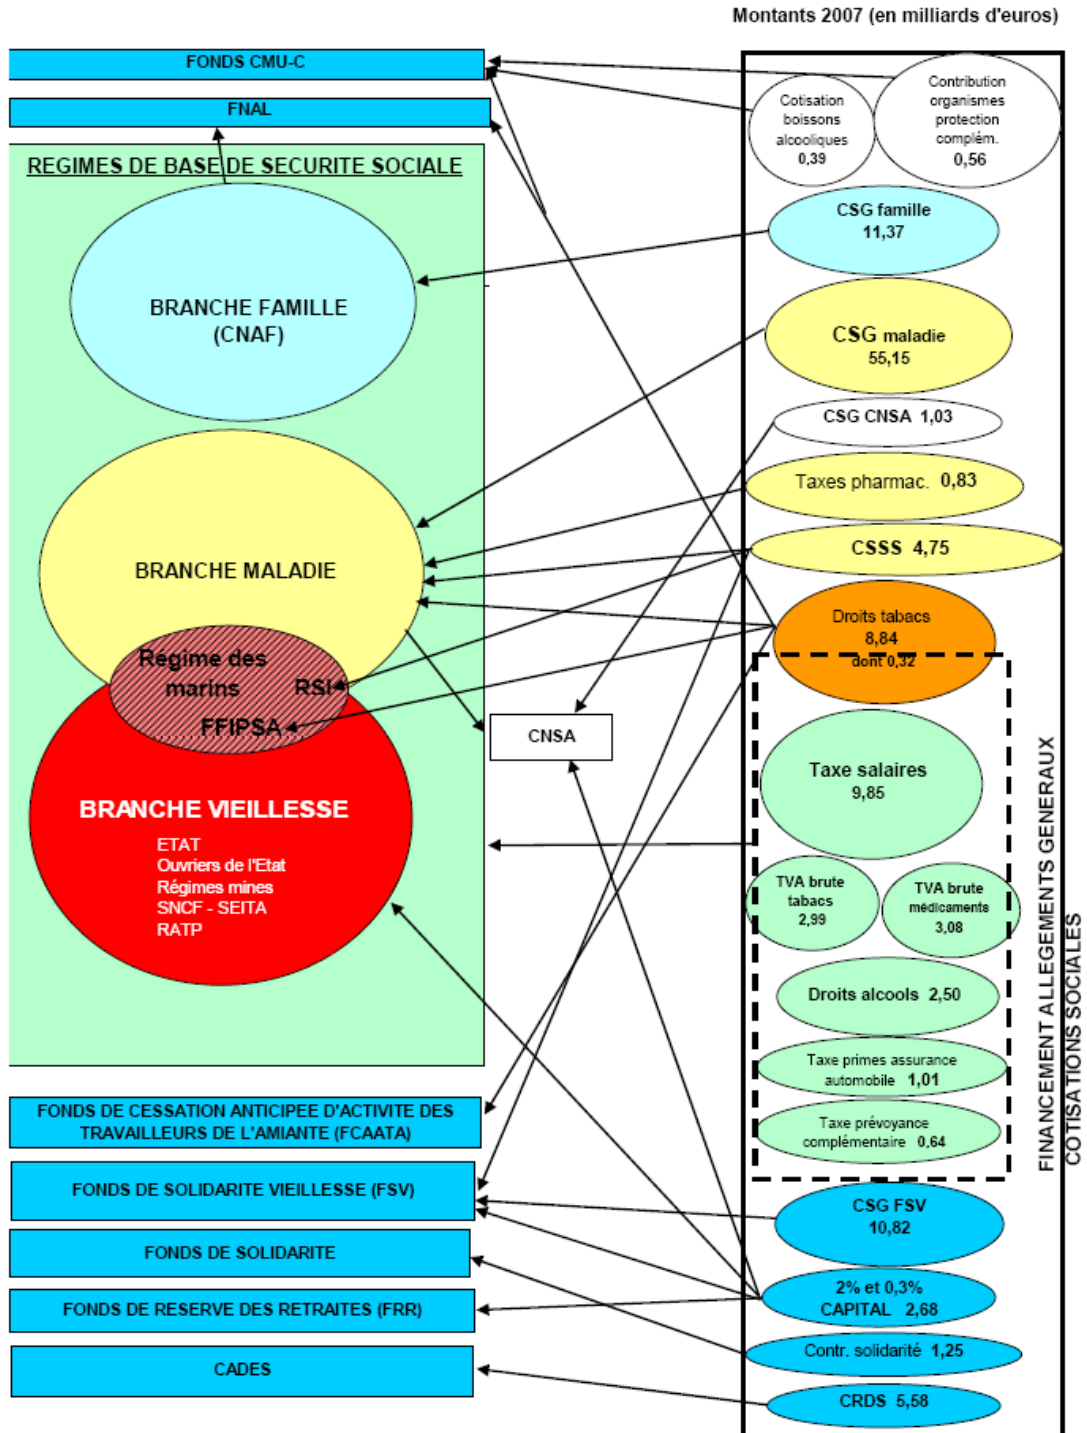 Montants 2007 (en milliards d'euros)
FONDS CMU-C
FNAL
REGIMES DE BASE DE SECURITE SOCIALE
BRANCHE FAMILLE
(CNAF)
BRANCHE MALADIE
Régime des
marins
RSI
FFIPSA
BRANCHE VIEILLESSE
ETAT
Ouvriers de l'Etat
Régimes mines
SNCF - SEITA
RATP
FONDS DE CESSATION ANTICIPEE D'ACTIVITE DES
TRAVAILLEURS DE L'AMIANTE (FCAATA)
FONDS DE SOLIDARITE VIEILLESSE (FSV)
FONDS DE SOLIDARITE
FONDS DE RESERVE DES RETRAITES (FRR)
CADES
CNSA
Cotisation
boissons
alcooliques
0,39
Contribution
organismes
protection
complém.
0,56
CSG famille
11,37
CSG maladie
55,15
CSG CNSA 1,03
Taxes pharmac. 0,83
CSSS 4,75
Droits tabacs
8,84
dont 0,32
Taxe salaires
9,85
TVA brute
tabacs
2,99
TVA brute
médicaments
3,08
Droits alcools 2,50
Taxe primes assurance
automobile 1,01
Taxe prévoyance
complémentaire 0,64
CSG FSV
10,82
2% et 0,3%
CAPITAL 2,68
Contr. solidarité 1,25
CRDS 5,58
FINANCEMENT ALLEGEMENTS GENERAUX
COTISATIONS SOCIALES